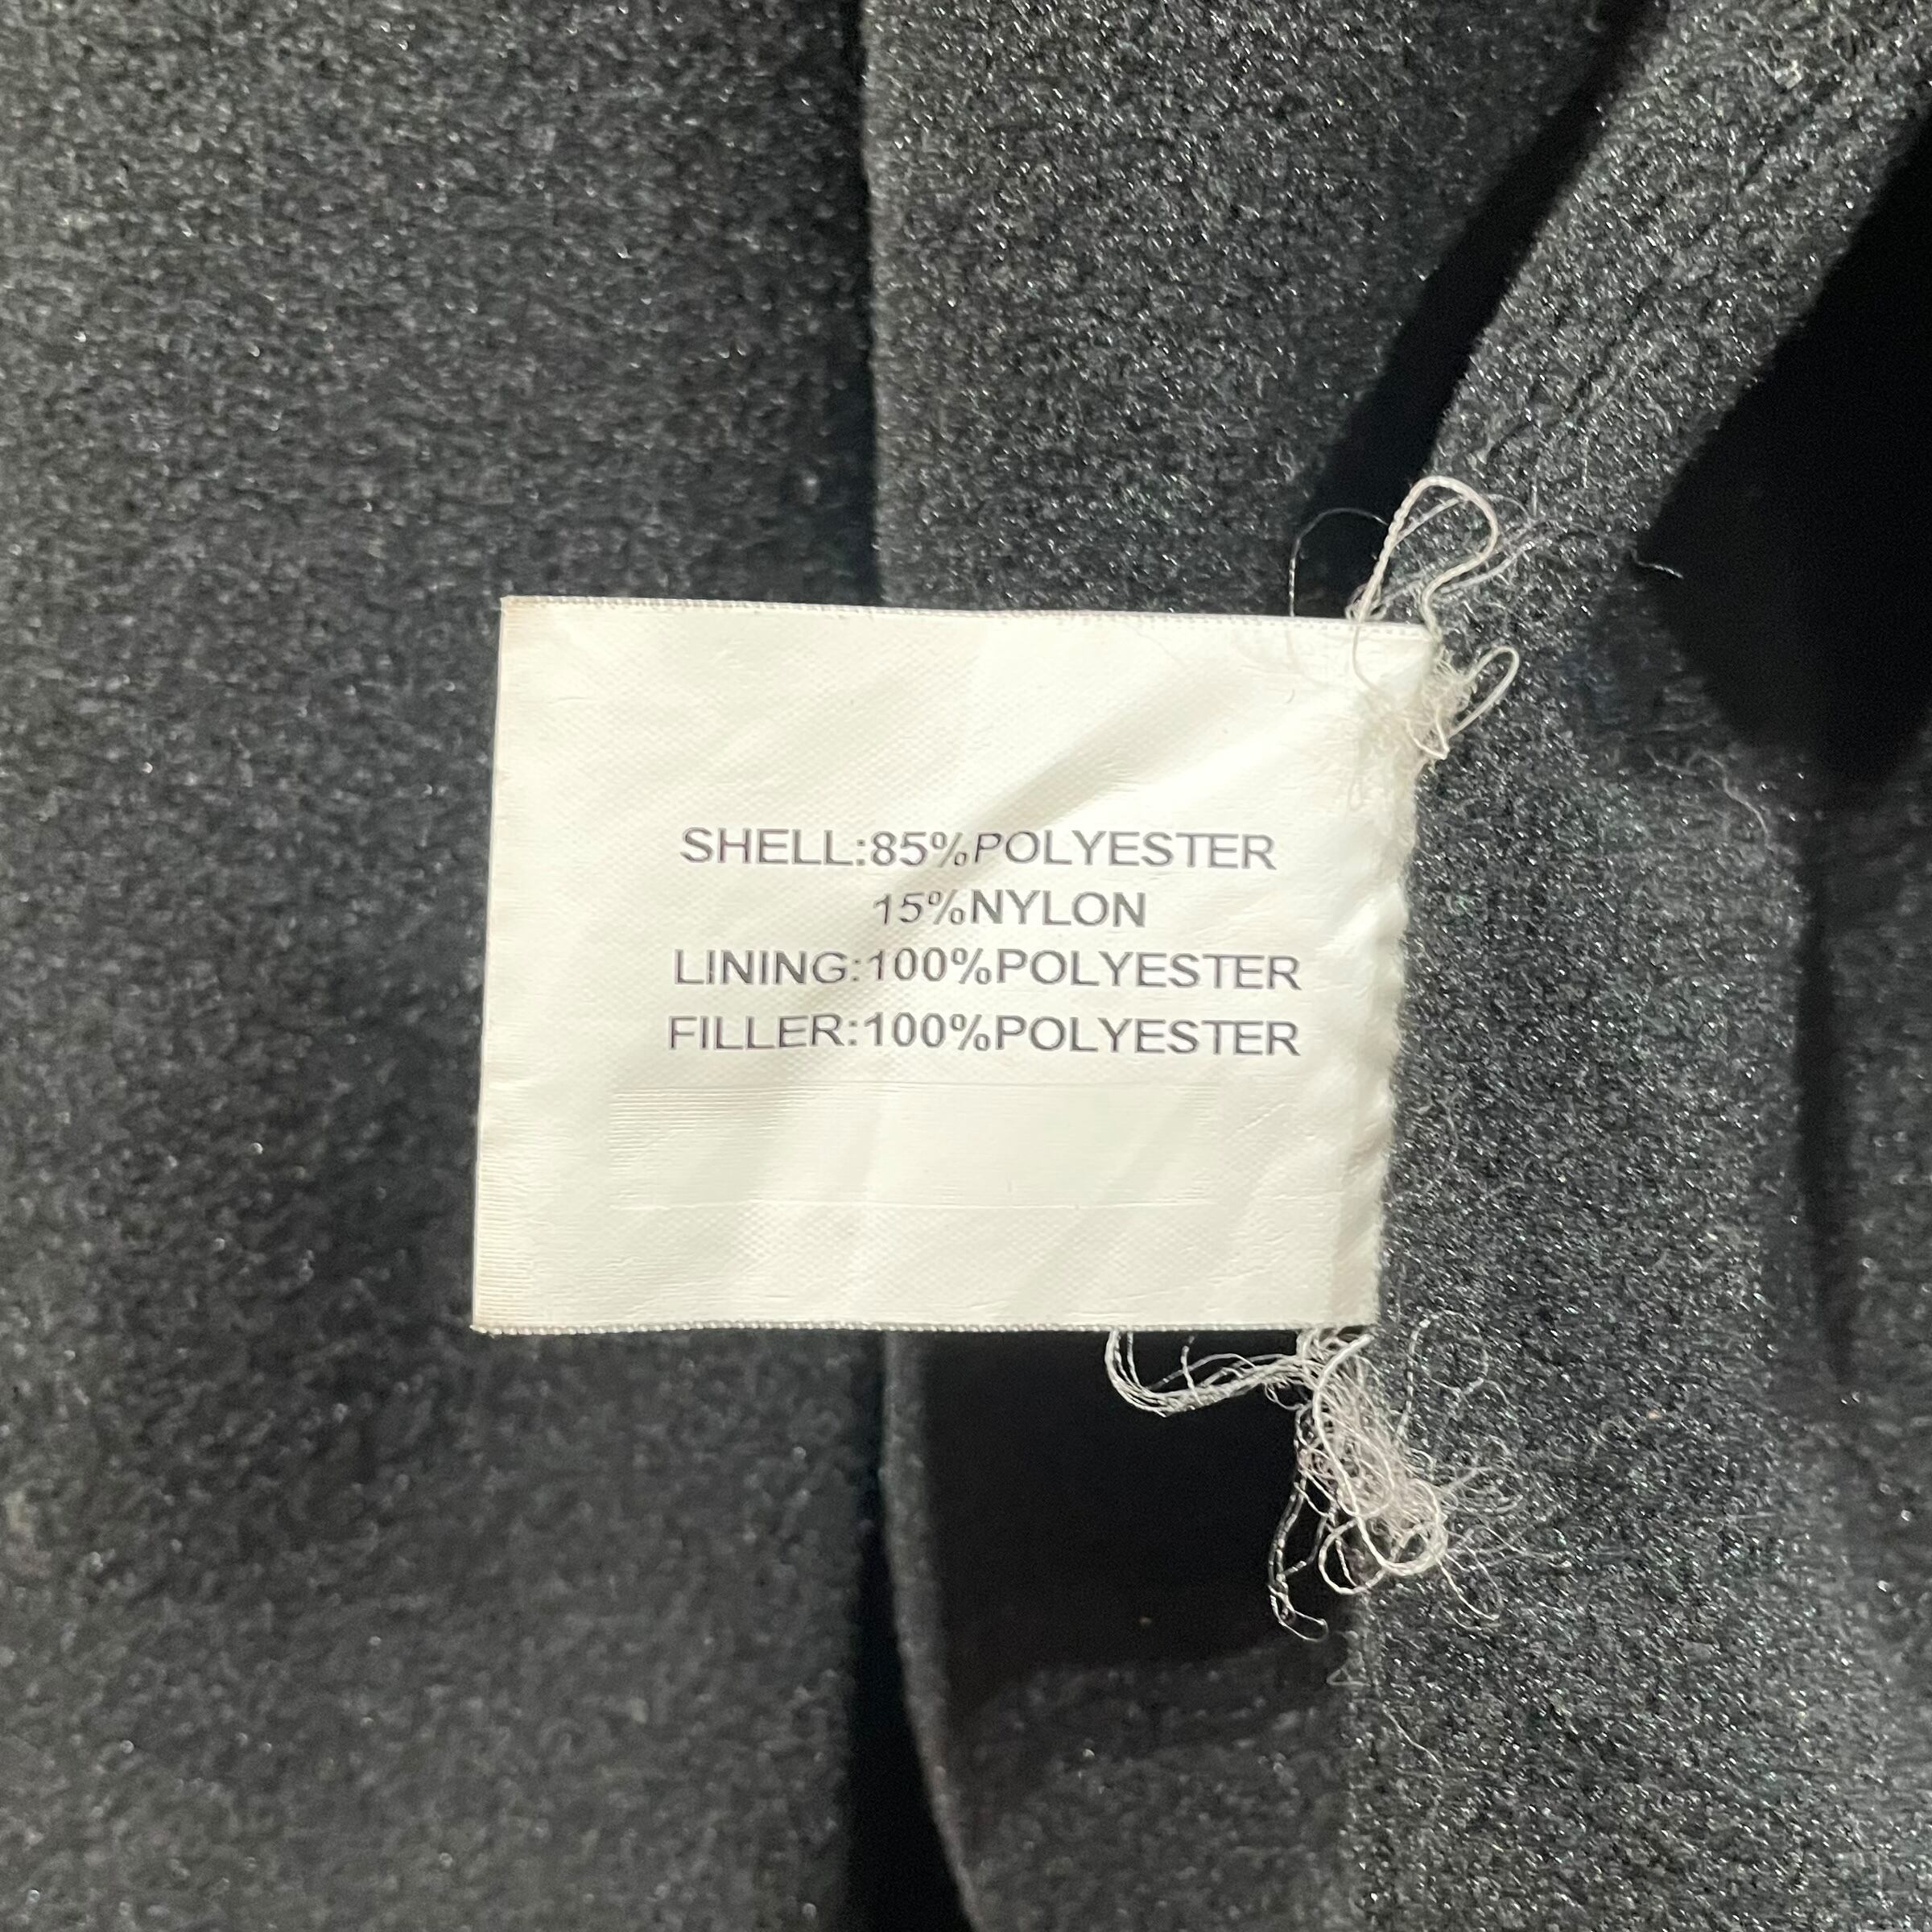 SHELL:85%POLYESTER
15%NYLON
LINING:100%POLYESTER
FILLER:100%POLYESTER